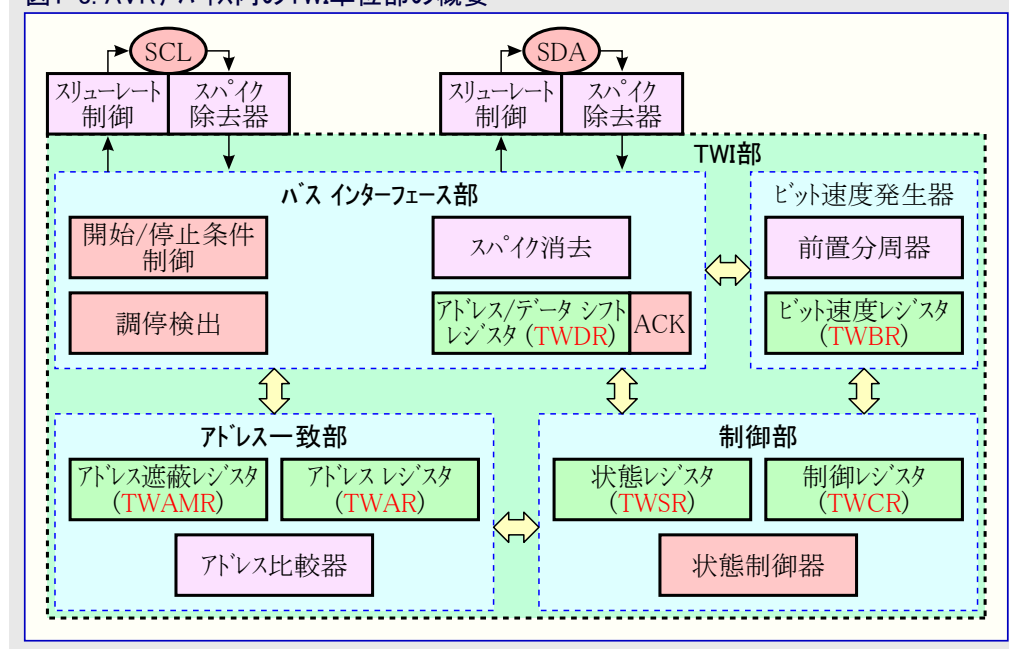 SCL
SDA
スリューレート
制御
スパイク
除去器
スリューレート
制御
スパイク
除去器
TWI部
バス インターフェース部
開始/停止条件
制御
スパイク消去
調停検出
アドレス/データ シフト
レジスタ (TWDR)
ACK
ビット速度発生器
前置分周器
ビット速度レジスタ
(TWBR)
アドレス一致部
アドレス遮蔽レジスタ
(TWAMR)
アドレス レジスタ
(TWAR)
アドレス比較器
制御部
状態レジスタ
(TWSR)
制御レジスタ
(TWCR)
状態制御器